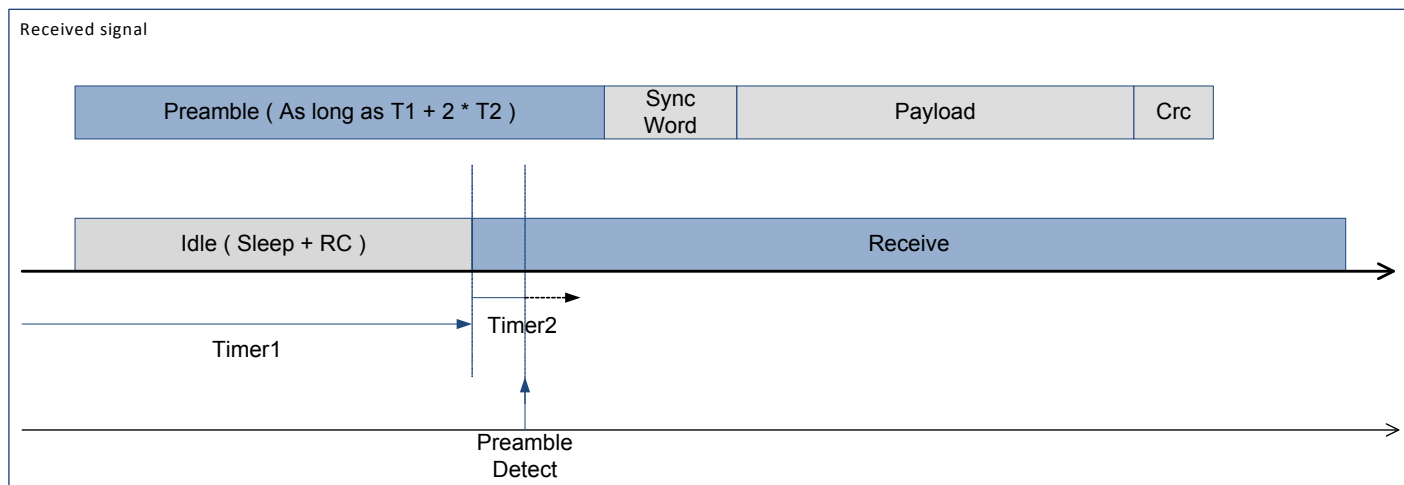 Received signal
Preamble ( As long as T1 + 2 * T2 )
Sync
Word
Payload
Crc
Idle ( Sleep + RC )
Receive
Timer2
Timer1
Preamble
Detect